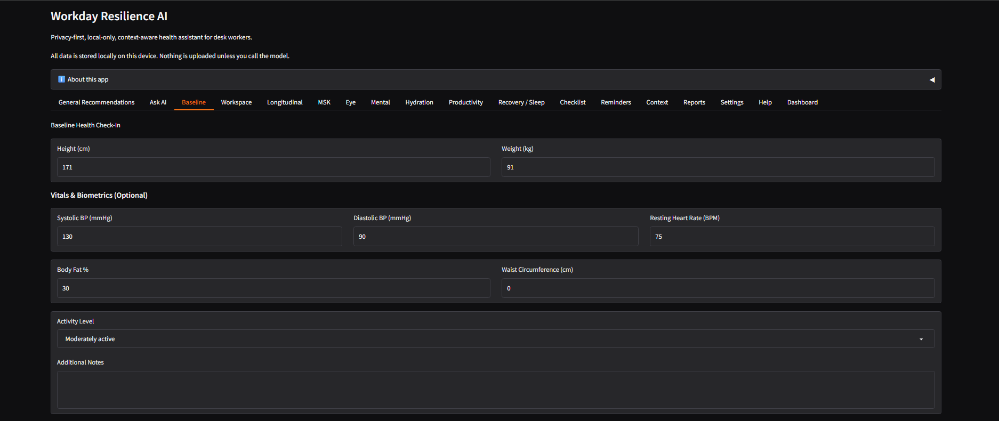 Workday Resilience AI
Privacy-first, local-only, context-aware health assistant for desk workers.
All data is stored locally on this device. Nothing is uploaded unless you call the model.
ℹ️ About this app
General Recommendations Ask AI Baseline Workspace Longitudinal MSK Eye Mental Hydration Productivity Recovery / Sleep Checklist Reminders Context Reports Settings Help Dashboard
Baseline Health Check-In
Height (cm) Weight (kg)
171 91
Vitals & Biometrics (Optional)
Systolic BP (mmHg) Diastolic BP (mmHg) Resting Heart Rate (BPM)
130 90 75
Body Fat % Waist Circumference (cm)
30 0
Activity Level
Moderately active
Additional Notes